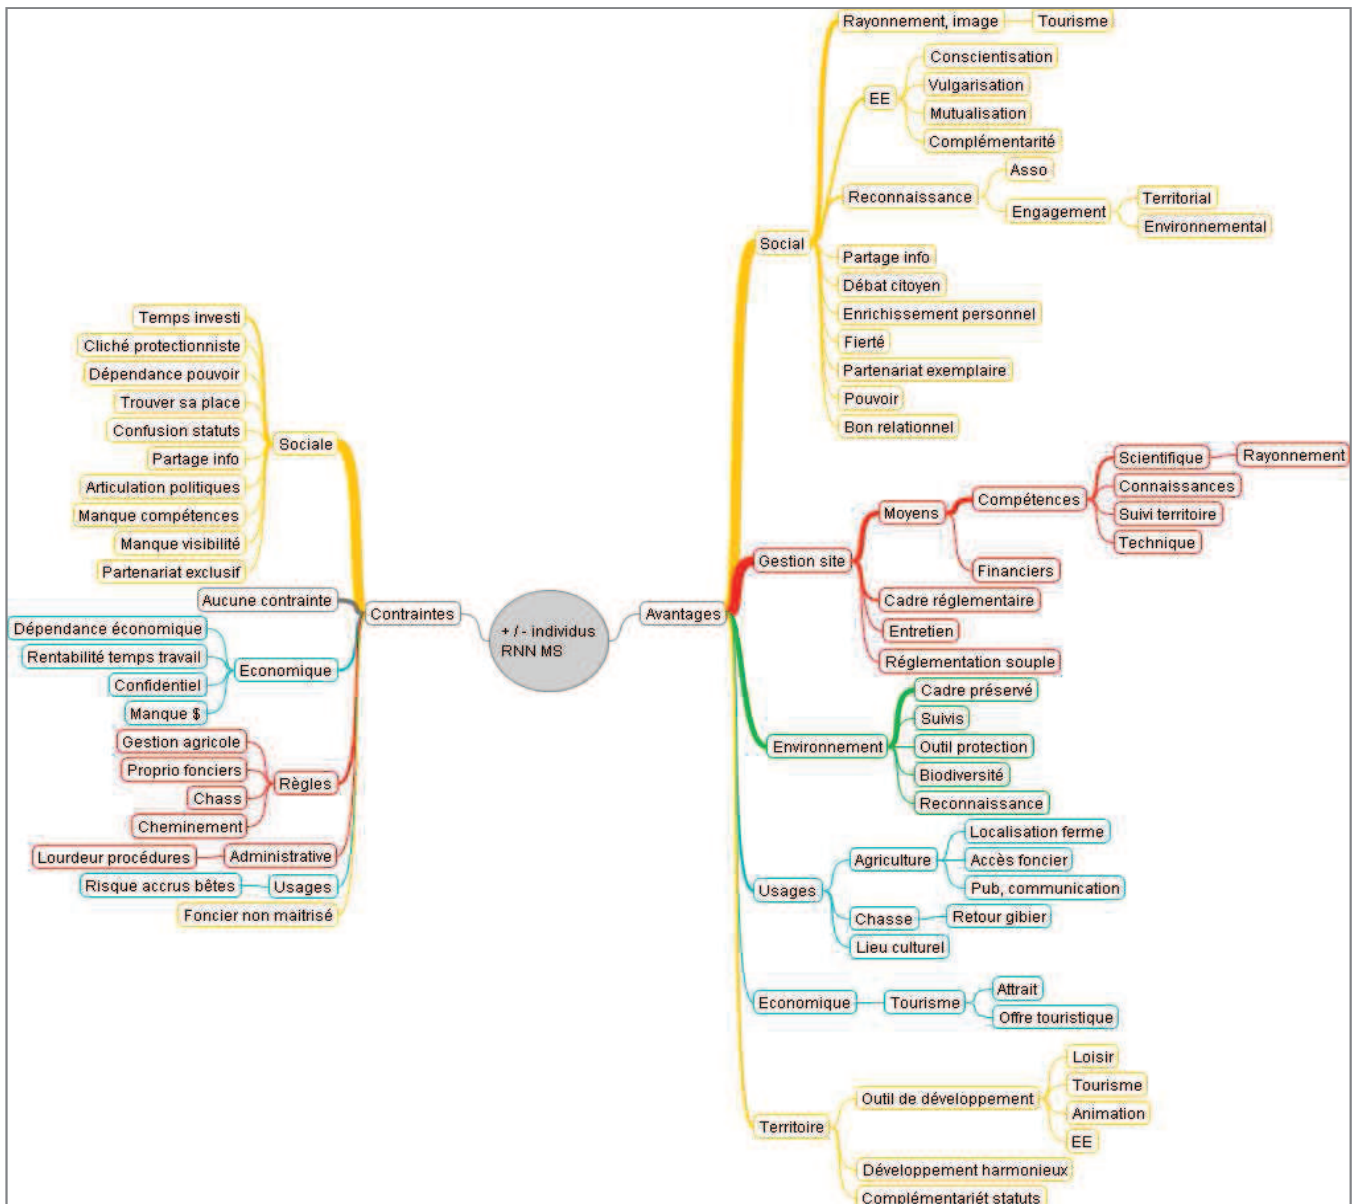 + / - individus
RNN MS
Contraintes
Sociale
Temps investi
Cliché protectionniste
Dépendance pouvoir
Trouver sa place
Confusion statuts
Partage info
Articulation politiques
Manque compétences
Manque visibilité
Partenariat exclusif
Aucune contrainte
Economique
Dépendance économique
Rentabilité temps travail
Confidentiel
Manque $
Règles
Gestion agricole
Proprio fonciers
Chass
Cheminement
Administrative
Lourdeur procédures
Usages
Risque accrus bêtes
Foncier non maitrisé
Avantages
Social
Rayonnement, image
Tourisme
EE
Conscientisation
Vulgarisation
Mutualisation
Complémentarité
Reconnaissance
Asso
Engagement
Territorial
Environnemental
Partage info
Débat citoyen
Enrichissement personnel
Fierté
Partenariat exemplaire
Pouvoir
Bon relationnel
Gestion site
Moyens
Compétences
Scientifique
Rayonnement
Connaissances
Suivi territoire
Technique
Financiers
Cadre réglementaire
Entretien
Réglementation souple
Environnement
Cadre préservé
Suivis
Outil protection
Biodiversité
Reconnaissance
Usages
Agriculture
Localisation ferme
Accès foncier
Pub, communication
Chasse
Retour gibier
Lieu culturel
Economique
Tourisme
Attrait
Offre touristique
Territoire
Outil de développement
Loisir
Tourisme
Animation
EE
Développement harmonieux
Complémentariét statuts